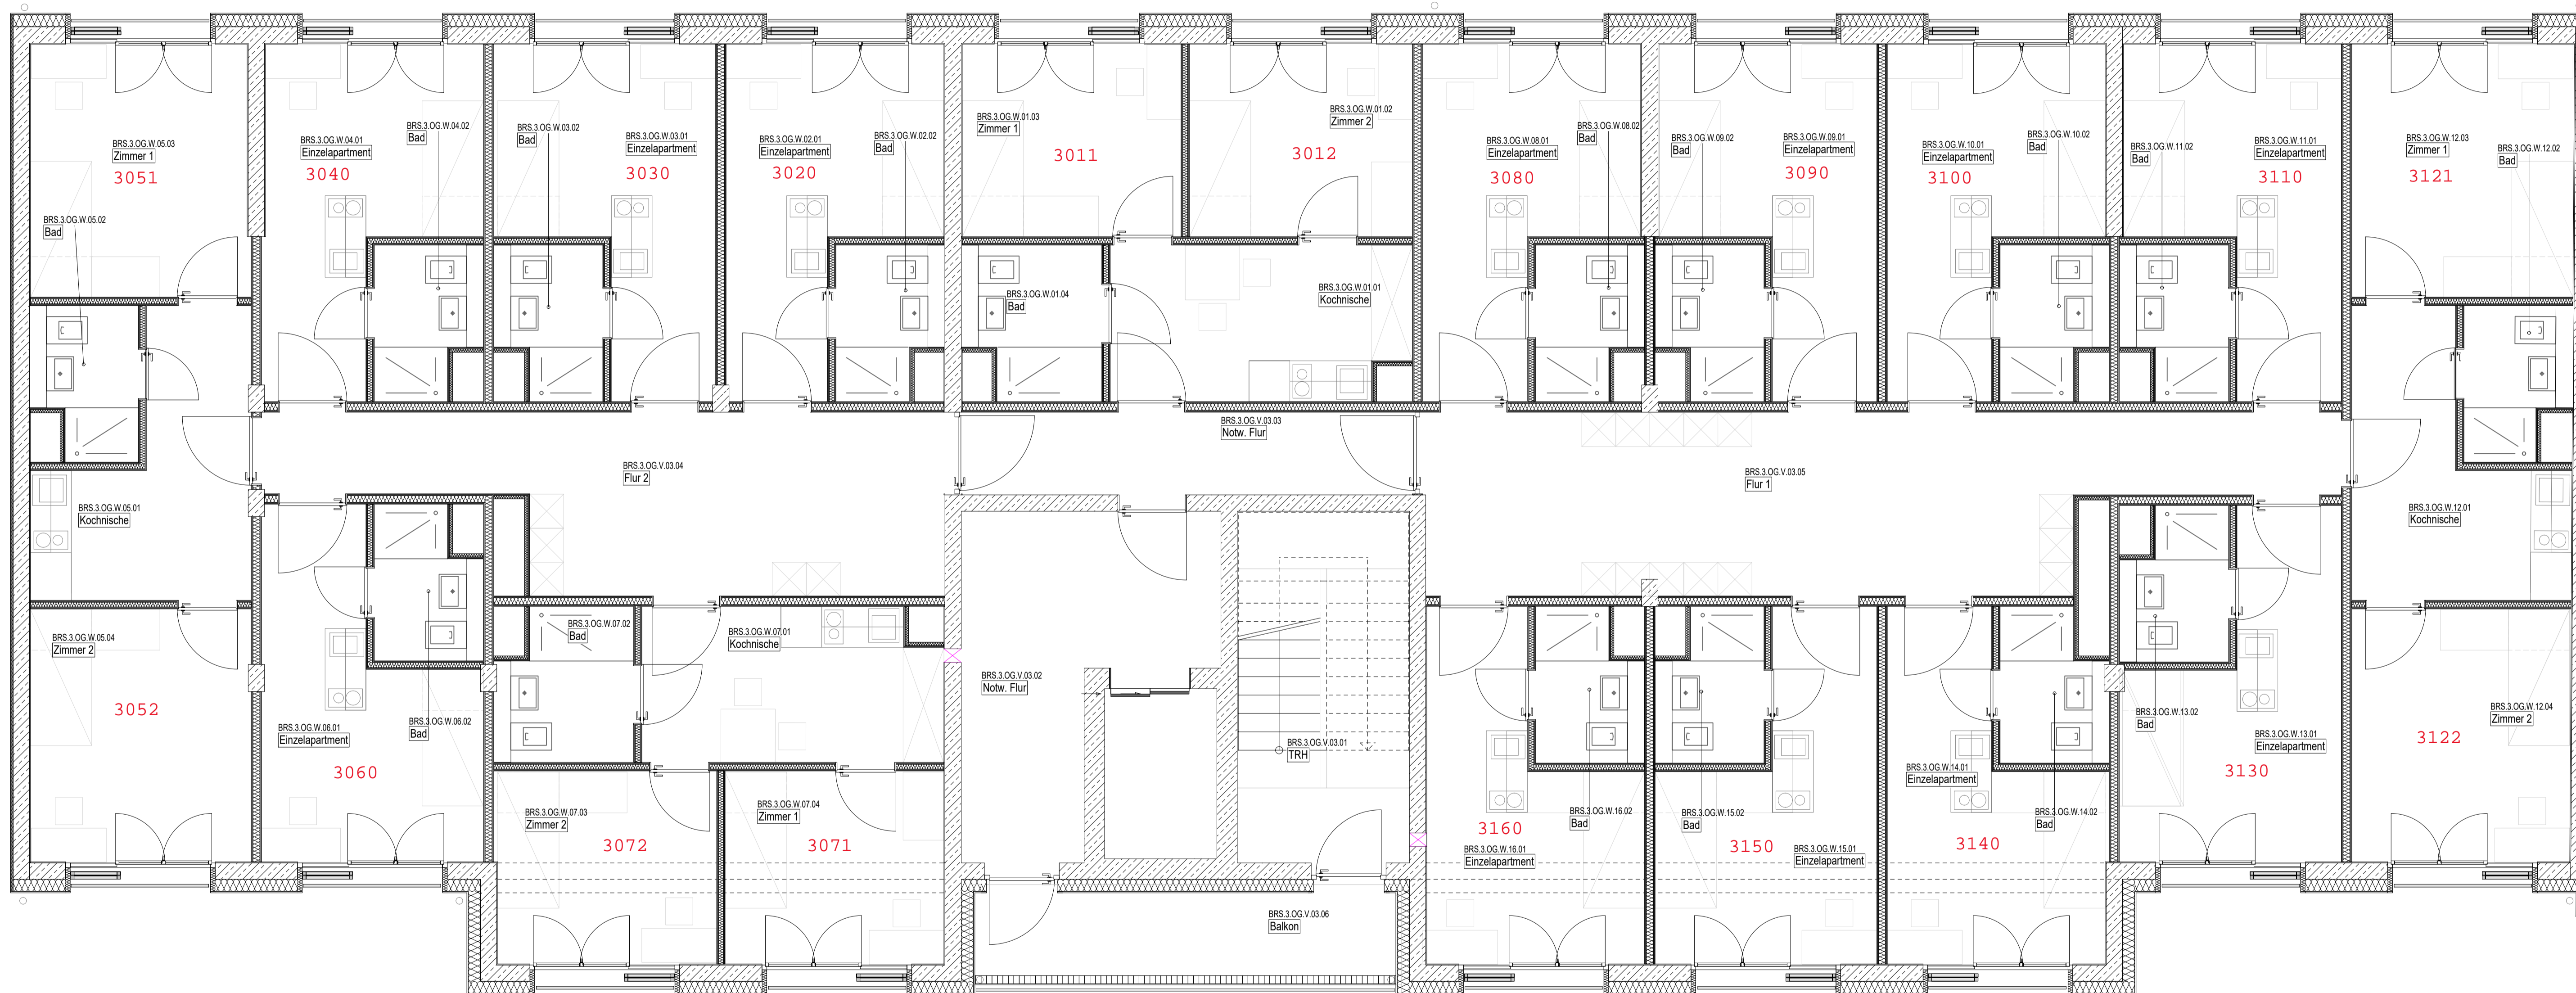 BRS.3.OG.W.05.03
Zimmer 1
3051
BRS.3.OG.W.05.02
Bad
BRS.3.OG.W.04.01
Einzelapartment
3040
BRS.3.OG.W.04.02
Bad
BRS.3.OG.W.03.02
Bad
BRS.3.OG.W.03.01
Einzelapartment
3030
BRS.3.OG.W.02.01
Einzelapartment
3020
BRS.3.OG.W.02.02
Bad
BRS.3.OG.W.01.03
Zimmer 1
3011
BRS.3.OG.W.01.02
Zimmer 2
3012
BRS.3.OG.W.01.04
Bad
BRS.3.OG.W.01.01
Kochnische
BRS.3.OG.W.08.01
Einzelapartment
3080
BRS.3.OG.W.08.02
Bad
BRS.3.OG.W.09.02
Bad
BRS.3.OG.W.09.01
Einzelapartment
3090
BRS.3.OG.W.10.01
Einzelapartment
3100
BRS.3.OG.W.10.02
Bad
BRS.3.OG.W.11.02
Bad
BRS.3.OG.W.11.01
Einzelapartment
3110
BRS.3.OG.W.12.03
Zimmer 1
3121
BRS.3.OG.W.12.02
Bad
BRS.3.OG.V.03.04
Flur 2
BRS.3.OG.V.03.03
Notw. Flur
BRS.3.OG.V.03.05
Flur 1
BRS.3.OG.W.05.01
Kochnische
BRS.3.OG.W.12.01
Kochnische
BRS.3.OG.W.05.04
Zimmer 2
3052
BRS.3.OG.W.06.01
Einzelapartment
3060
BRS.3.OG.W.06.02
Bad
BRS.3.OG.W.07.02
Bad
BRS.3.OG.W.07.01
Kochnische
BRS.3.OG.W.07.03
Zimmer 2
3072
BRS.3.OG.W.07.04
Zimmer 1
3071
BRS.3.OG.V.03.02
Notw. Flur
BRS.3.OG.V.03.01
TRH
BRS.3.OG.V.03.06
Balkon
3160
BRS.3.OG.W.16.01
Einzelapartment
BRS.3.OG.W.16.02
Bad
BRS.3.OG.W.15.02
Bad
3150
BRS.3.OG.W.15.01
Einzelapartment
BRS.3.OG.W.14.01
Einzelapartment
3140
BRS.3.OG.W.14.02
Bad
BRS.3.OG.W.13.02
Bad
BRS.3.OG.W.13.01
Einzelapartment
3130
BRS.3.OG.W.12.04
Zimmer 2
3122